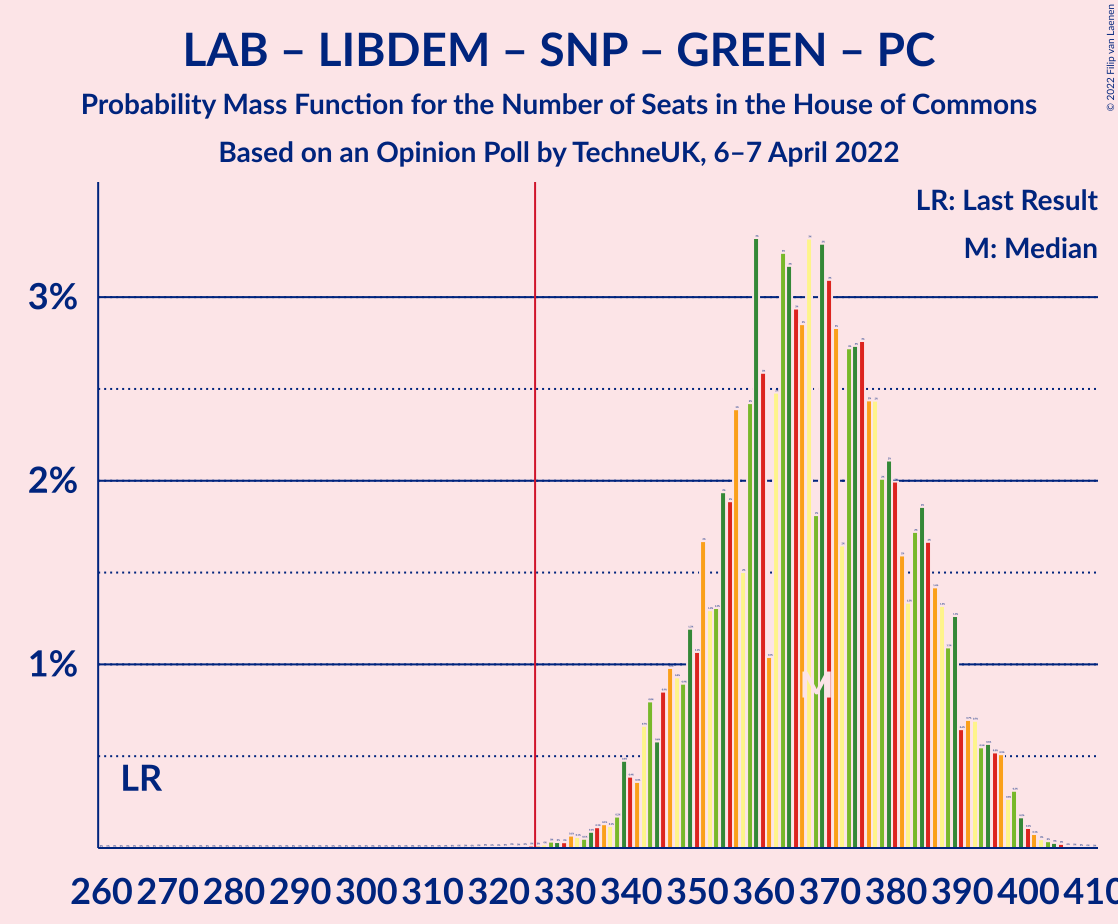 LAB – LIBDEM – SNP – GREEN – PC
Probability Mass Function for the Number of Seats in the House of Commons
Based on an Opinion Poll by TechneUK, 6–7 April 2022
© 2022 Filip van Laenen
LR: Last Result
M: Median
3%
2%
1%
M
LR
260 270 280 290 300 310 320 330 340 350 360 370 380 390 400 410